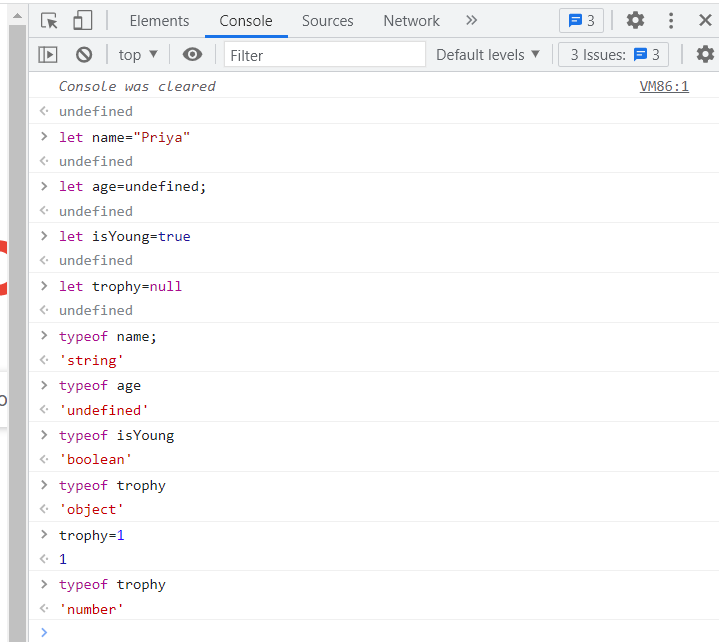 Elements Console Sources Network 3
top Filter Default levels 3 Issues: 3
Console was cleared VM86:1
undefined
let name="Priya"
undefined
let age=undefined;
undefined
let isYoung=true
undefined
let trophy=null
undefined
typeof name;
'string'
typeof age
'undefined'
typeof isYoung
'boolean'
typeof trophy
'object'
trophy=1
1
typeof trophy
'number'